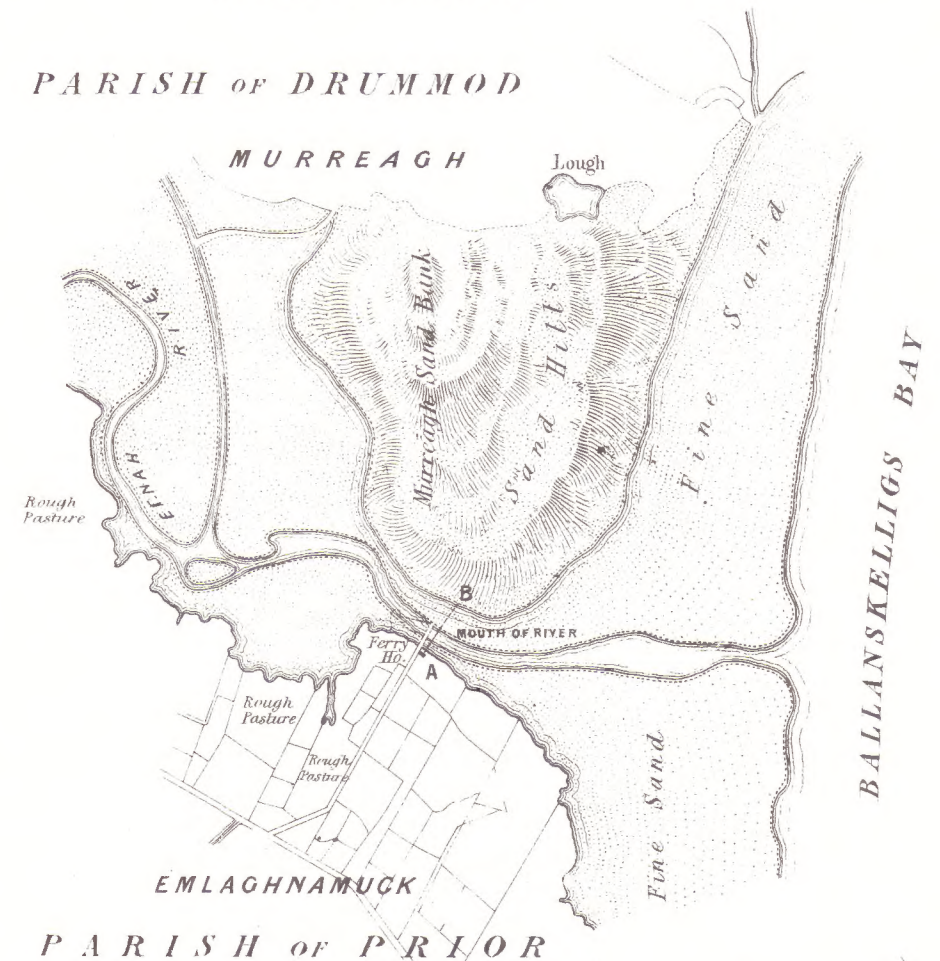 PARISH OF DRUMMOD
MURREAGH
Lough
RIVER
EENAH
Murreagh Sand Bank
Sand Hills
Fine Sand
BALLANSKELLIGS BAY
Rough
Pasture
B
MOUTH OF RIVER
Ferry
Ho.
A
Rough
Pasture
Rough
Pasture
Fine Sand
EMLAGHNAMUCK
PARISH OF PRIOR